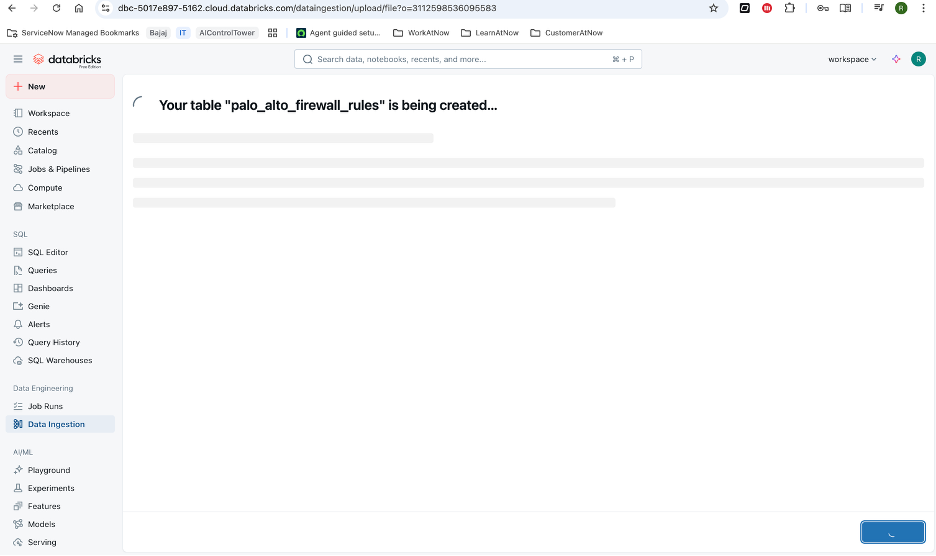 dbc-5017e897-5162.cloud.databricks.com/dataingestion/upload/file?o=3112598536095583
R
ServiceNow Managed Bookmarks
Bajaj
IT
AiControlTower
Agent guided setu...
WorkAtNow
LearnAtNow
CustomerAtNow
databricks
Free Edition
Search data, notebooks, recents, and more...
⌘ + P
workspace
R
New
Workspace
Recents
Catalog
Jobs & Pipelines
Compute
Marketplace
SQL
SQL Editor
Queries
Dashboards
Genie
Alerts
Query History
SQL Warehouses
Data Engineering
Job Runs
Data Ingestion
AI/ML
Playground
Experiments
Features
Models
Serving
Your table "palo_alto_firewall_rules" is being created...